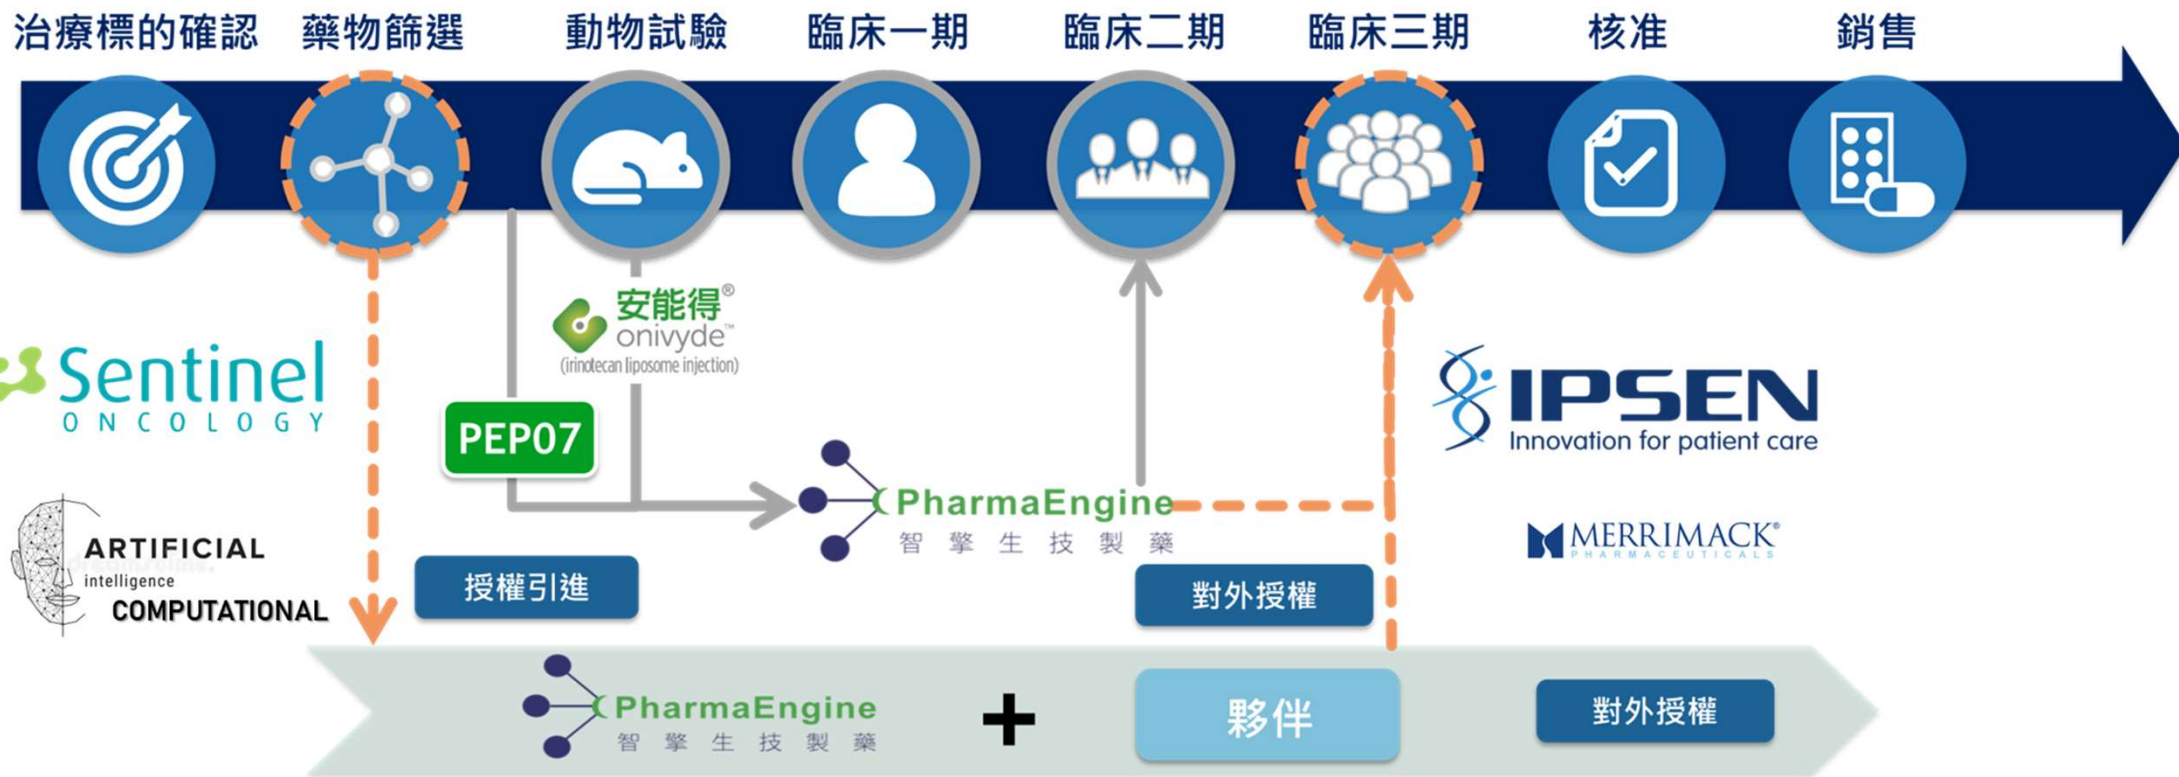 治療標的確認
藥物篩選
動物試驗
臨床一期
臨床二期
臨床三期
核准
銷售
安能得®
onivyde™
(irinotecan liposome injection)
Sentinel
ONCOLOGY
PEP07
IPSEN
Innovation for patient care
PharmaEngine
智擎生技製藥
MERRIMACK®
PHARMACEUTICALS
ARTIFICIAL
intelligence
COMPUTATIONAL
授權引進
對外授權
PharmaEngine
智擎生技製藥
+
夥伴
對外授權